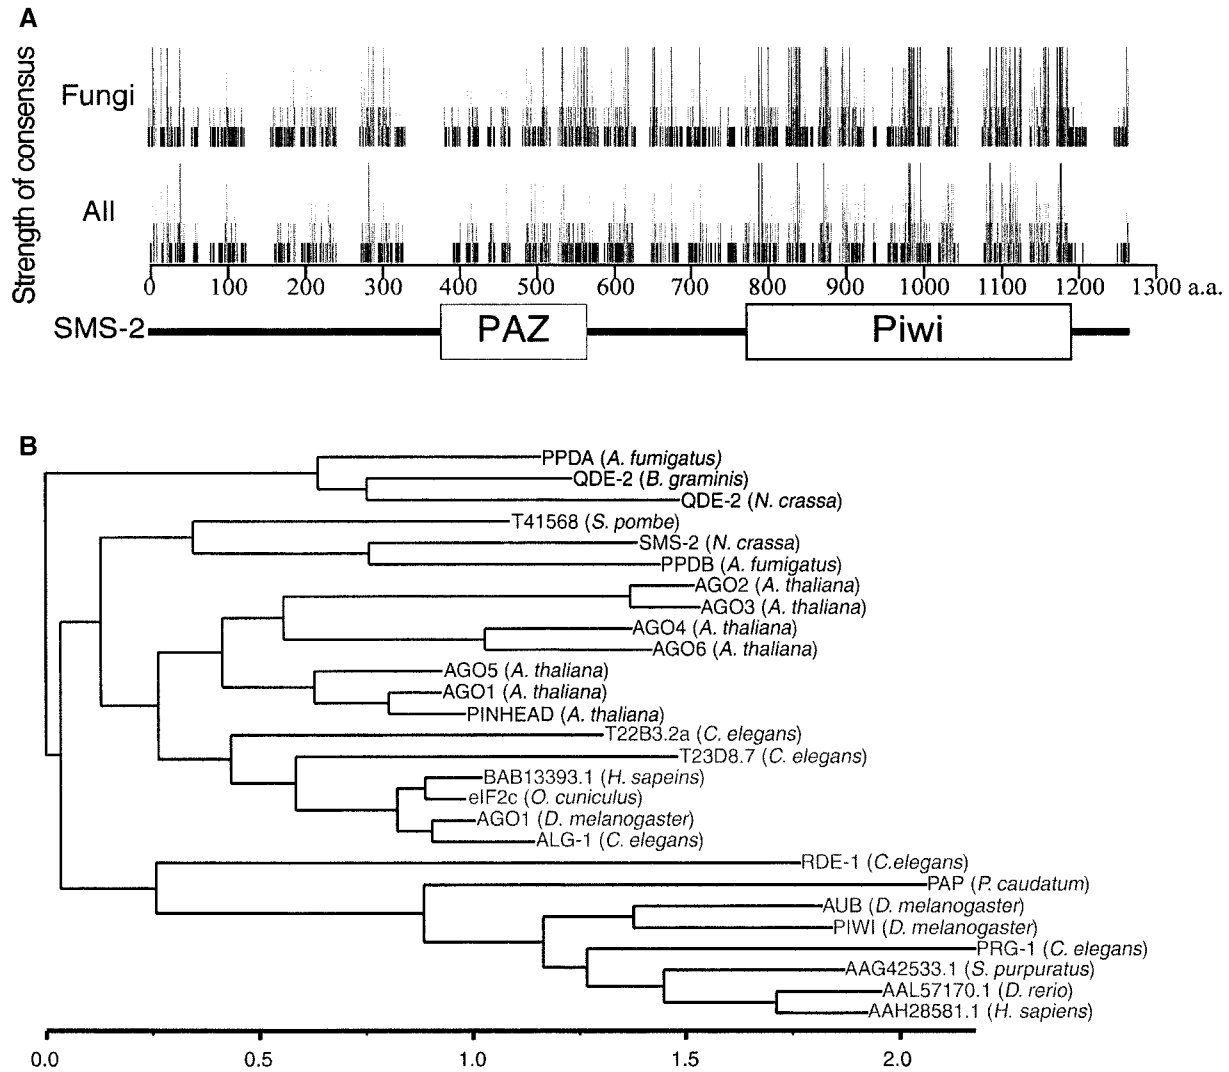 A
Strength of consensus
Fungi
All
0 100 200 300 400 500 600 700 800 900 1000 1100 1200 1300 a.a.
SMS-2 PAZ Piwi
B
PPDA (A. fumigatus)
QDE-2 (B. graminis)
QDE-2 (N. crassa)
T41568 (S. pombe)
SMS-2 (N. crassa)
PPDB (A. fumigatus)
AGO2 (A. thaliana)
AGO3 (A. thaliana)
AGO4 (A. thaliana)
AGO6 (A. thaliana)
AGO5 (A. thaliana)
AGO1 (A. thaliana)
PINHEAD (A. thaliana)
T22B3.2a (C. elegans)
T23D8.7 (C. elegans)
BAB13393.1 (H. sapeins)
eIF2c (O. cuniculus)
AGO1 (D. melanogaster)
ALG-1 (C. elegans)
RDE-1 (C.elegans)
PAP (P. caudatum)
AUB (D. melanogaster)
PIWI (D. melanogaster)
PRG-1 (C. elegans)
AAG42533.1 (S. purpuratus)
AAL57170.1 (D. rerio)
AAH28581.1 (H. sapiens)
0.0 0.5 1.0 1.5 2.0